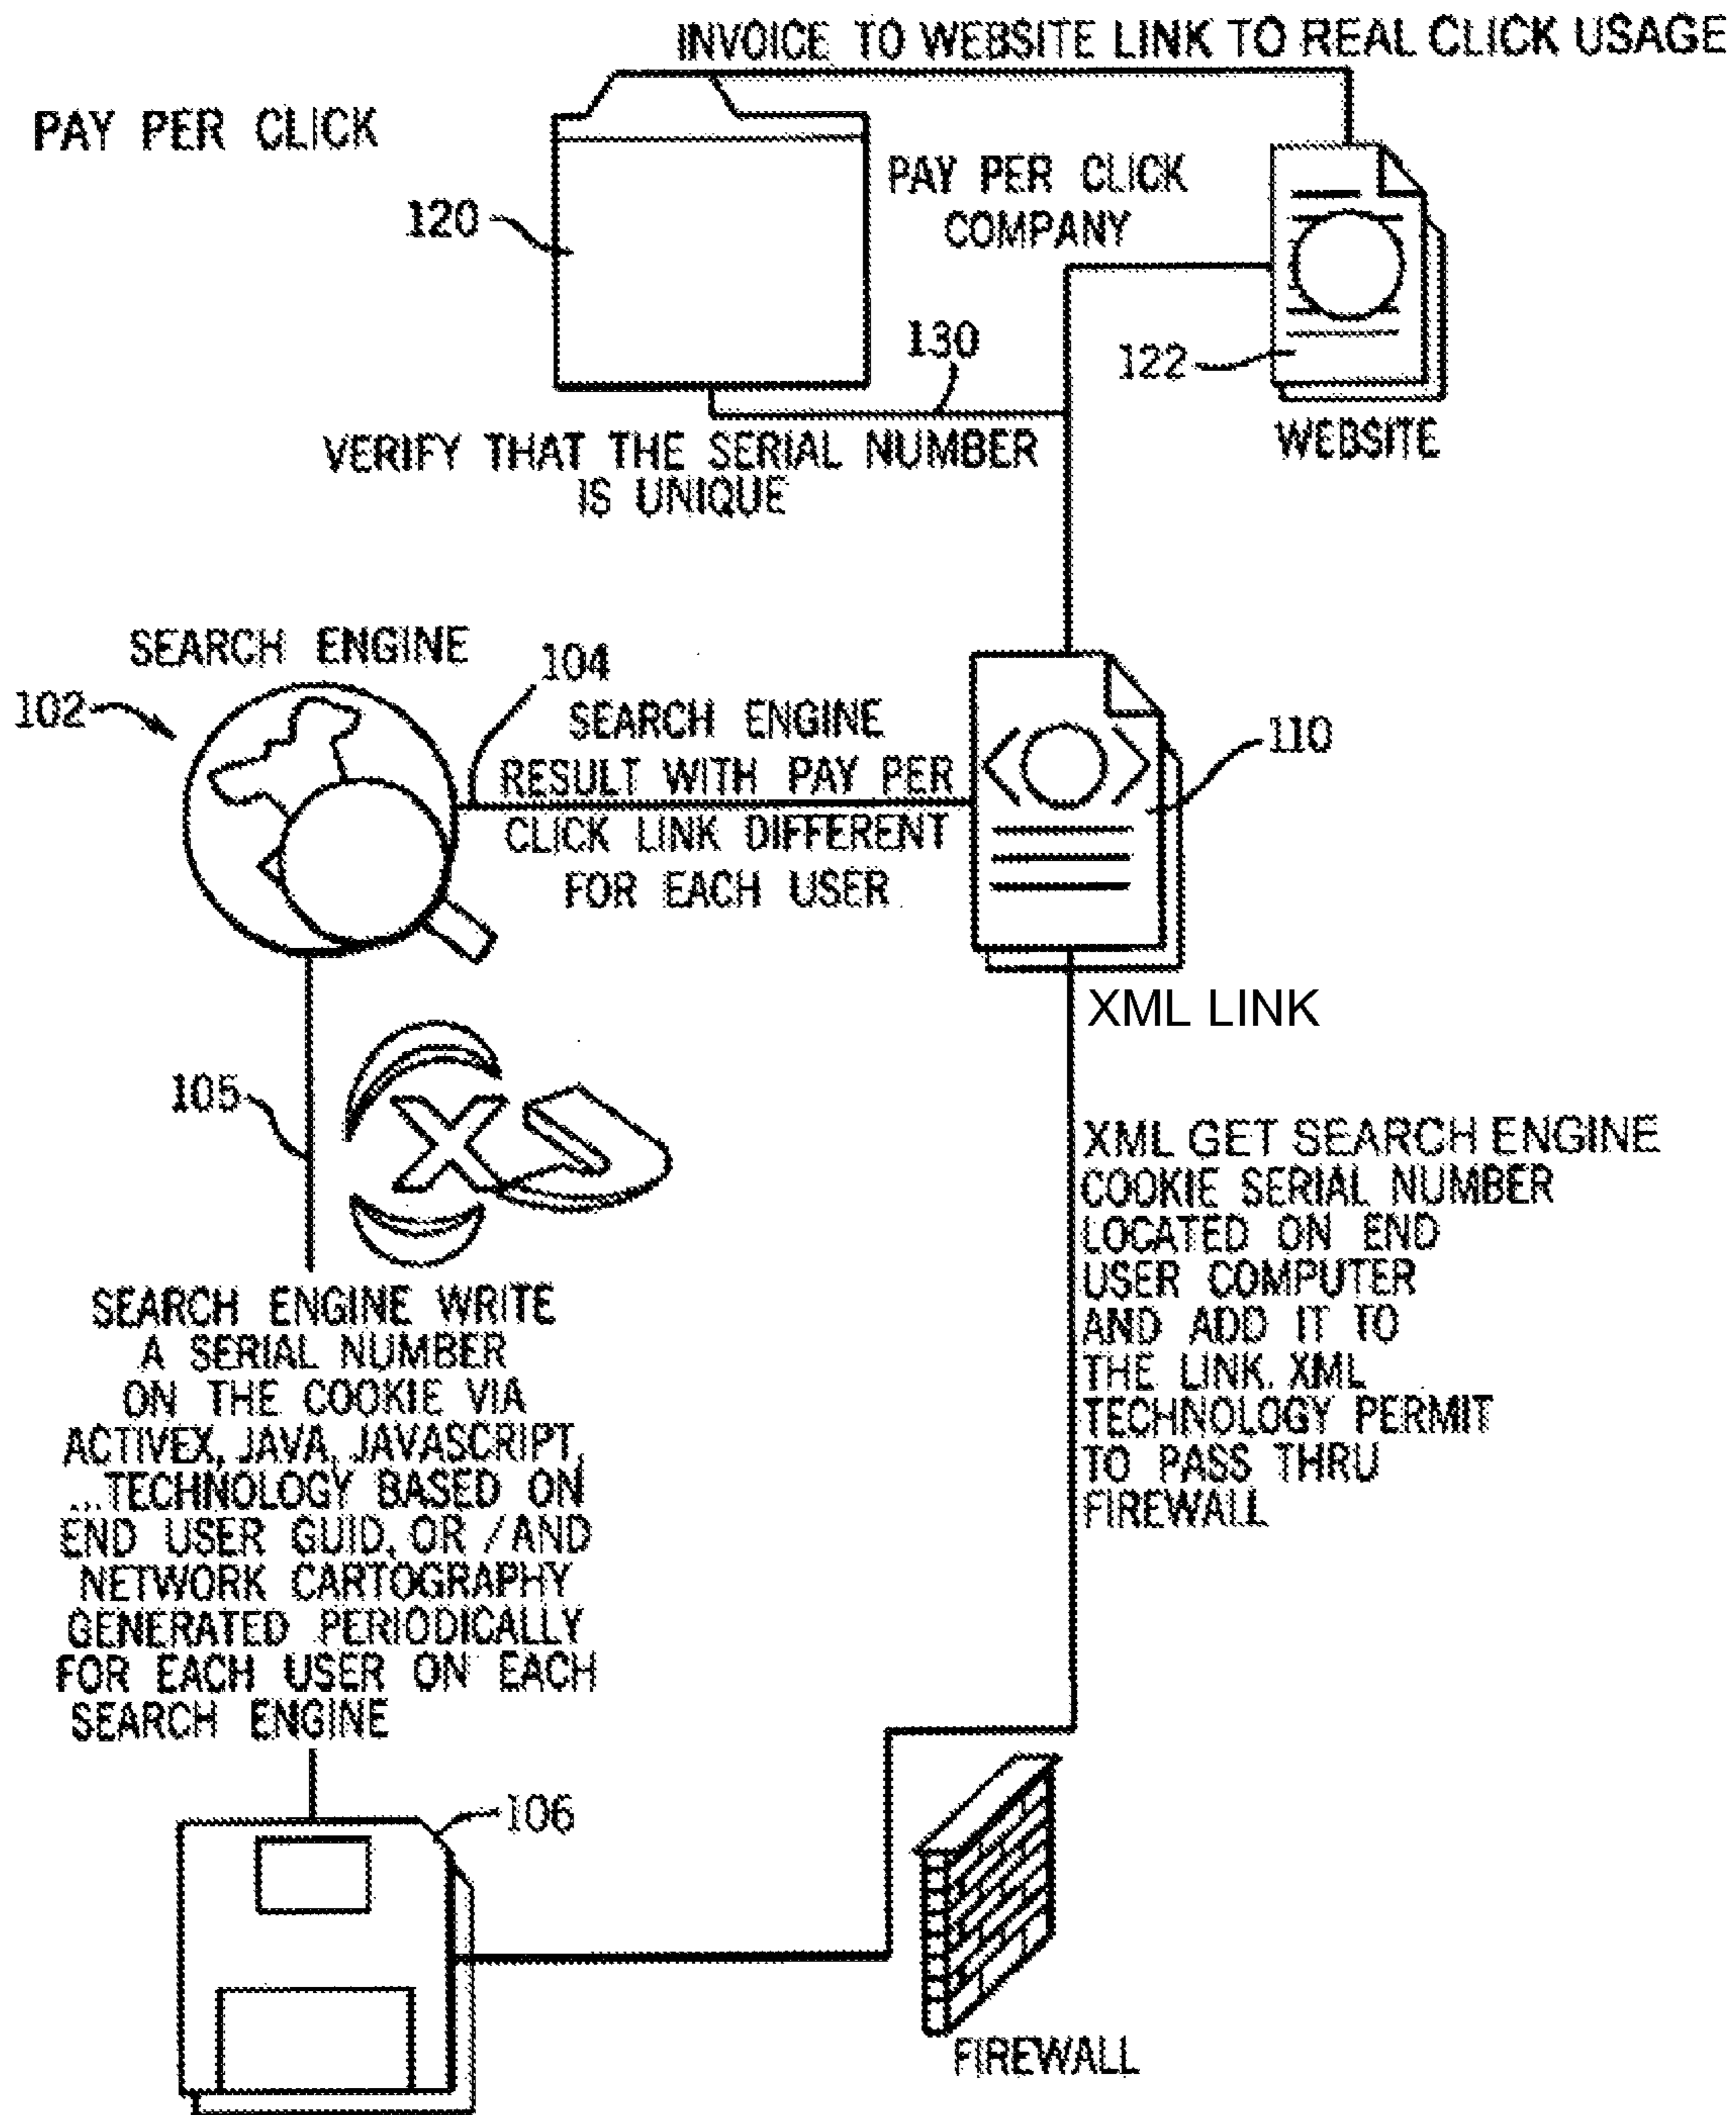 INVOICE TO WEBSITE LINK TO REAL CLICK USAGE
PAY PER CLICK
PAY PER CLICK
COMPANY
120
130
122
WEBSITE
VERIFY THAT THE SERIAL NUMBER
IS UNIQUE
SEARCH ENGINE
102
104
SEARCH ENGINE
RESULT WITH PAY PER
CLICK LINK DIFFERENT
FOR EACH USER
110
XML LINK
105
X
XML GET SEARCH ENGINE
COOKIE SERIAL NUMBER
LOCATED ON END
USER COMPUTER
AND ADD IT TO
THE LINK. XML
TECHNOLOGY PERMIT
TO PASS THRU
FIREWALL
SEARCH ENGINE WRITE
A SERIAL NUMBER
ON THE COOKIE VIA
ACTIVEX, JAVA, JAVASCRIPT,
...TECHNOLOGY BASED ON
END USER GUID, OR /AND
NETWORK CARTOGRAPHY
GENERATED PERIODICALLY
FOR EACH USER ON EACH
SEARCH ENGINE
106
FIREWALL